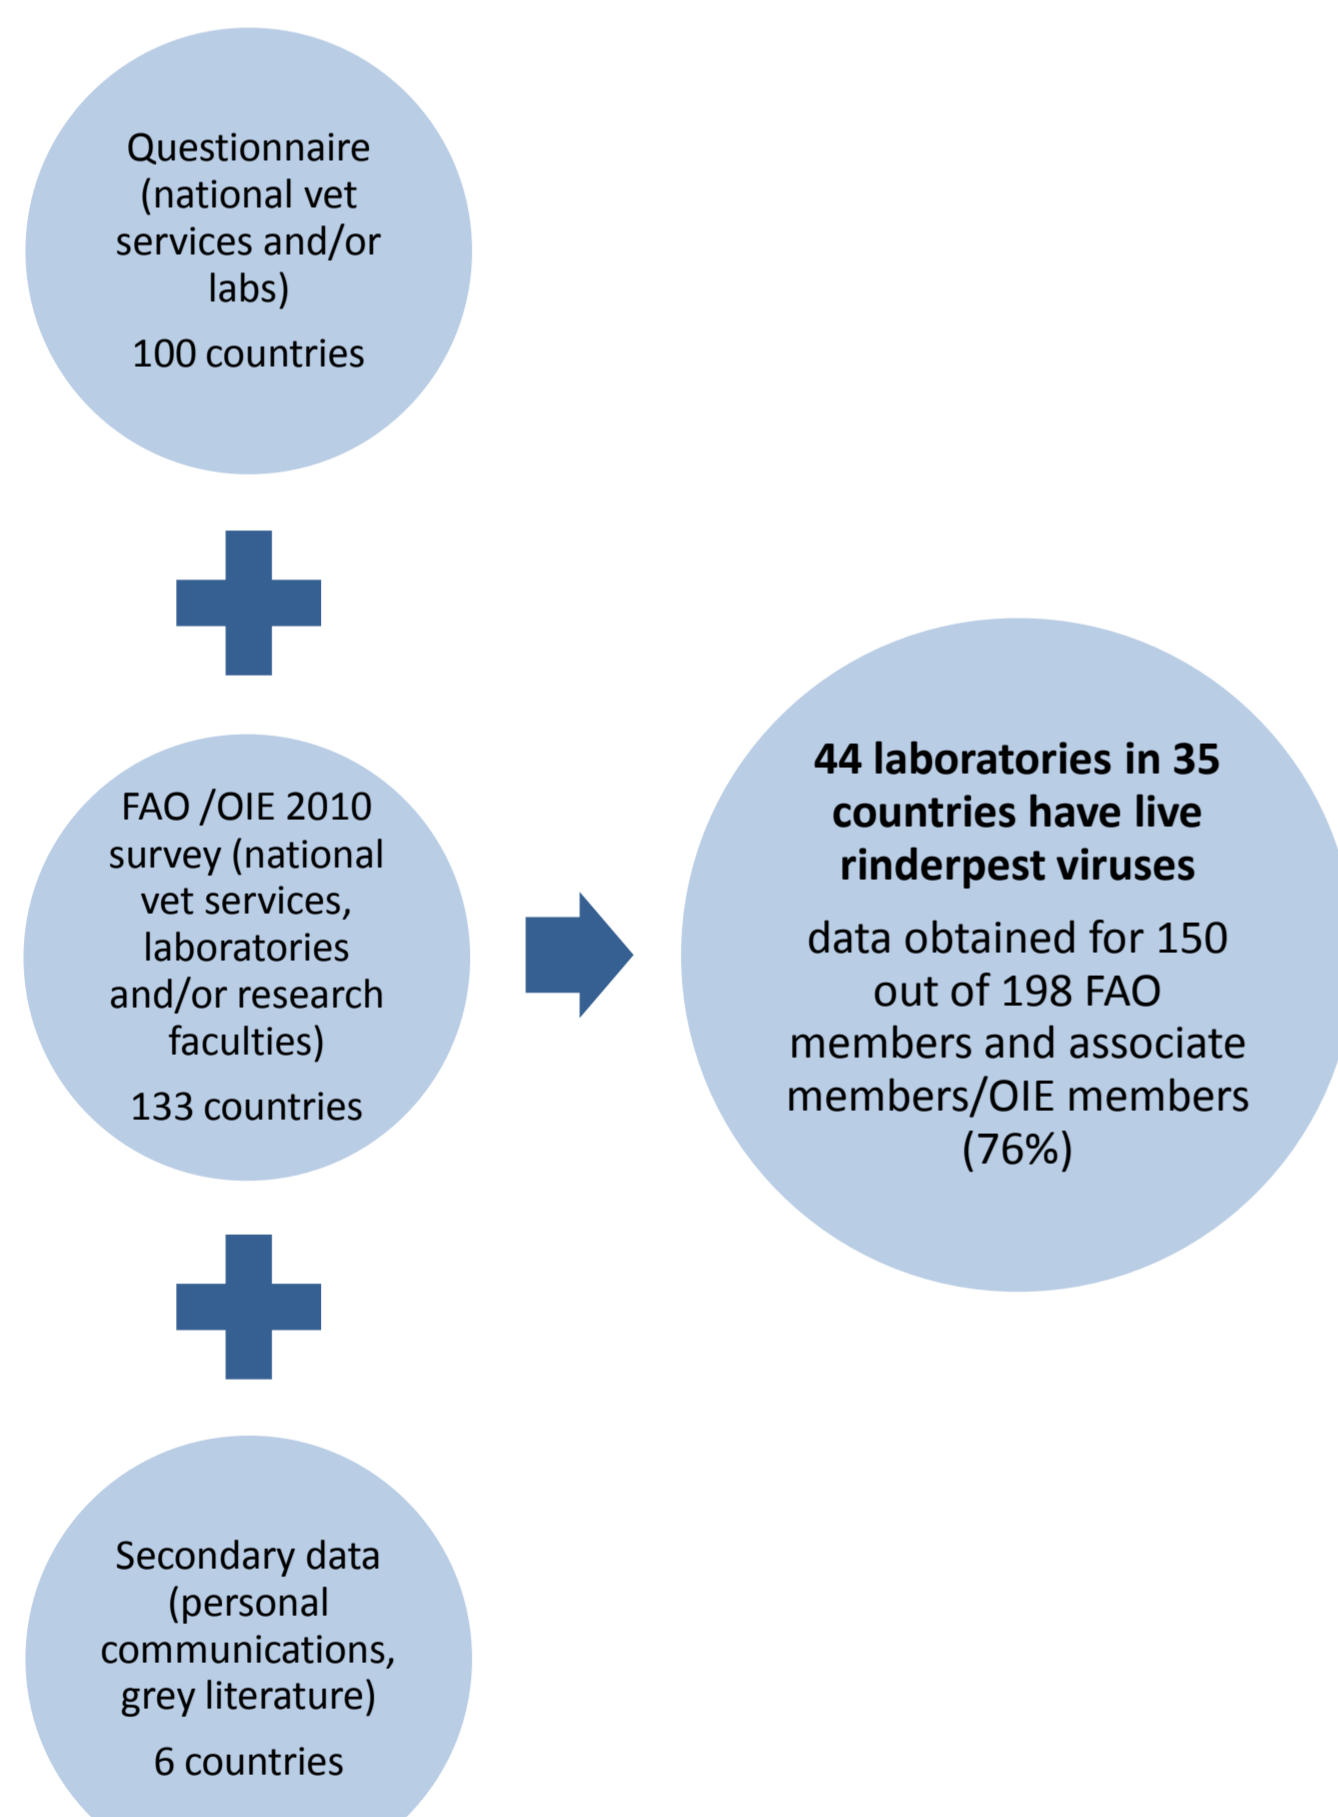 Questionnaire
(national vet
services and/or
labs)
100 countries
FAO /OIE 2010
survey (national
vet services,
laboratories
and/or research
faculties)
133 countries
Secondary data
(personal
communications,
grey literature)
6 countries
44 laboratories in 35
countries have live
rinderpest viruses
data obtained for 150
out of 198 FAO
members and associate
members/OIE members
(76%)